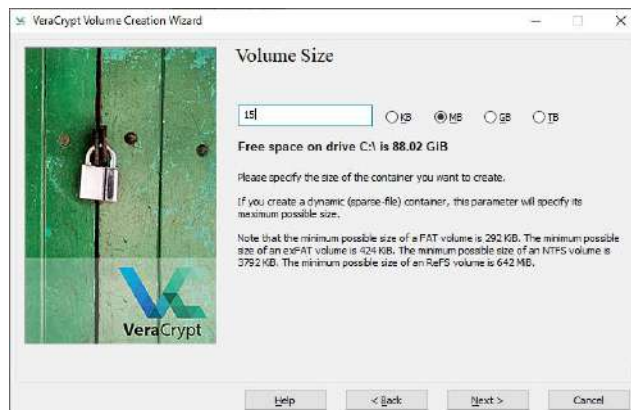 VeraCrypt Volume Creation Wizard
Volume Size
15
KB MB GB TB
Free space on drive C:\ is 88.02 GiB
Please specify the size of the container you want to create.
If you create a dynamic (sparse-file) container, this parameter will specify its
maximum possible size.
Note that the minimum possible size of a FAT volume is 292 KiB. The minimum possible
size of an exFAT volume is 424 KiB. The minimum possible size of an NTFS volume is
3792 KiB. The minimum possible size of an ReFS volume is 642 MiB.
VeraCrypt
Help < Back Next > Cancel